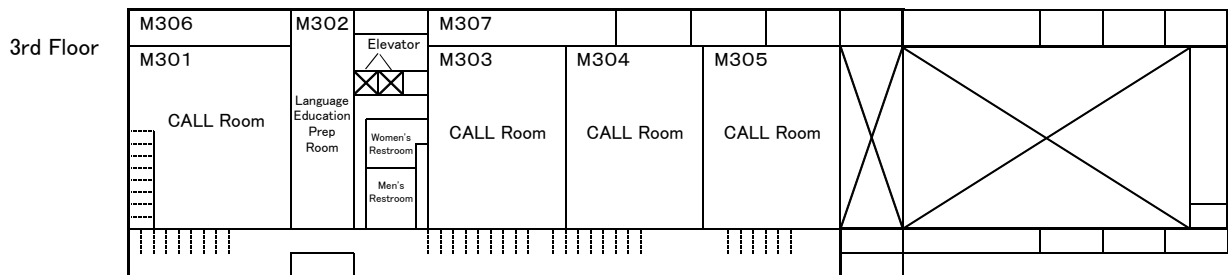 3rd Floor
M306
M302
M307
Elevator
M301
M303
M304
M305
CALL Room
Language
Education
Prep
Room
CALL Room
CALL Room
CALL Room
Women's
Restroom
Men's
Restroom